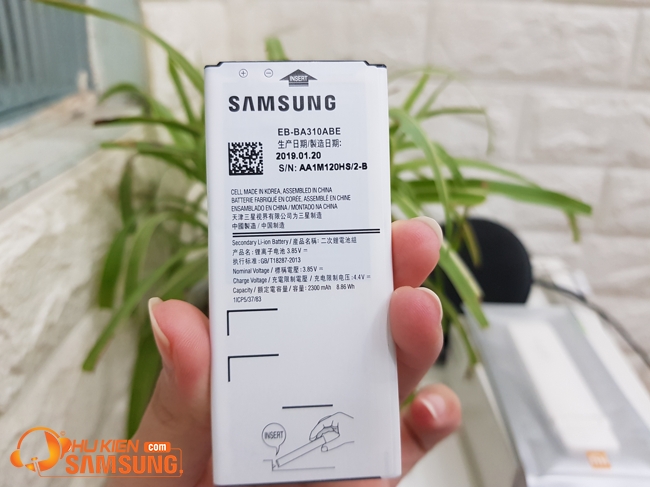 INSERT
SAMSUNG
EB-BA310ABE
生产日期/製造日期:
2019.01.20
S/N: AA1M120HS/2-B
CELL MADE IN KOREA, ASSEMBLED IN CHINA
BATTERIE FABRIQUÉ EN CORÉE, ASSEMBLÉE EN CHINE
ENSAMBLADO EN CHINA / MONTADO NA CHINA
天津三星视界有限公司为三星制造
中國製造 / 中国制造
Secondary Li-ion Battery / 產品名稱: 二次鋰電池組
产品名称: 锂离子电池 3.85V ⎓
执行标准: GB/T18287-2013
Nominal Voltage / 標稱電壓: 3.85V ⎓
Charge Voltage / 充電限制電壓 / 充电限制电压: 4.4V ⎓
Capacity / 額定電容量 / 容量: 2300 mAh 8.86 Wh
1ICP5/37/83
INSERT
PHU KIEN .com
SAMSUNG